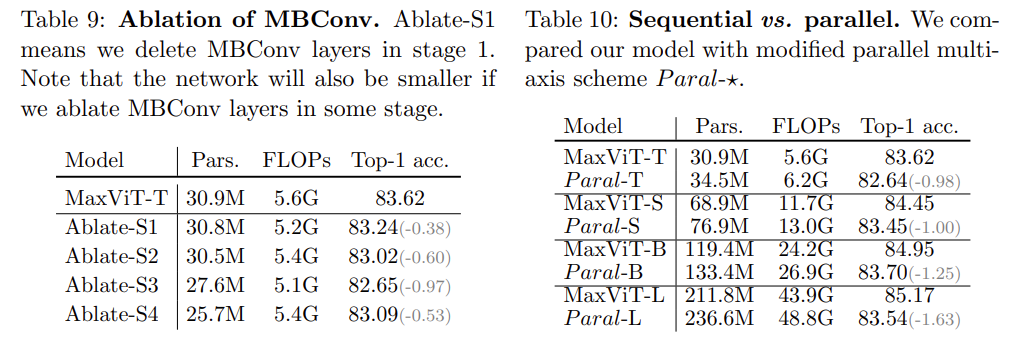 Table 9: Ablation of MBConv. Ablate-S1
means we delete MBConv layers in stage 1.
Note that the network will also be smaller if
we ablate MBConv layers in some stage.
Model Pars. FLOPs Top-1 acc.
MaxViT-T 30.9M 5.6G 83.62
Ablate-S1 30.8M 5.2G 83.24(-0.38)
Ablate-S2 30.5M 5.4G 83.02(-0.60)
Ablate-S3 27.6M 5.1G 82.65(-0.97)
Ablate-S4 25.7M 5.4G 83.09(-0.53)
Table 10: Sequential vs. parallel. We com-
pared our model with modified parallel multi-
axis scheme Paral-⋆.
Model Pars. FLOPs Top-1 acc.
MaxViT-T 30.9M 5.6G 83.62
Paral-T 34.5M 6.2G 82.64(-0.98)
MaxViT-S 68.9M 11.7G 84.45
Paral-S 76.9M 13.0G 83.45(-1.00)
MaxViT-B 119.4M 24.2G 84.95
Paral-B 133.4M 26.9G 83.70(-1.25)
MaxViT-L 211.8M 43.9G 85.17
Paral-L 236.6M 48.8G 83.54(-1.63)